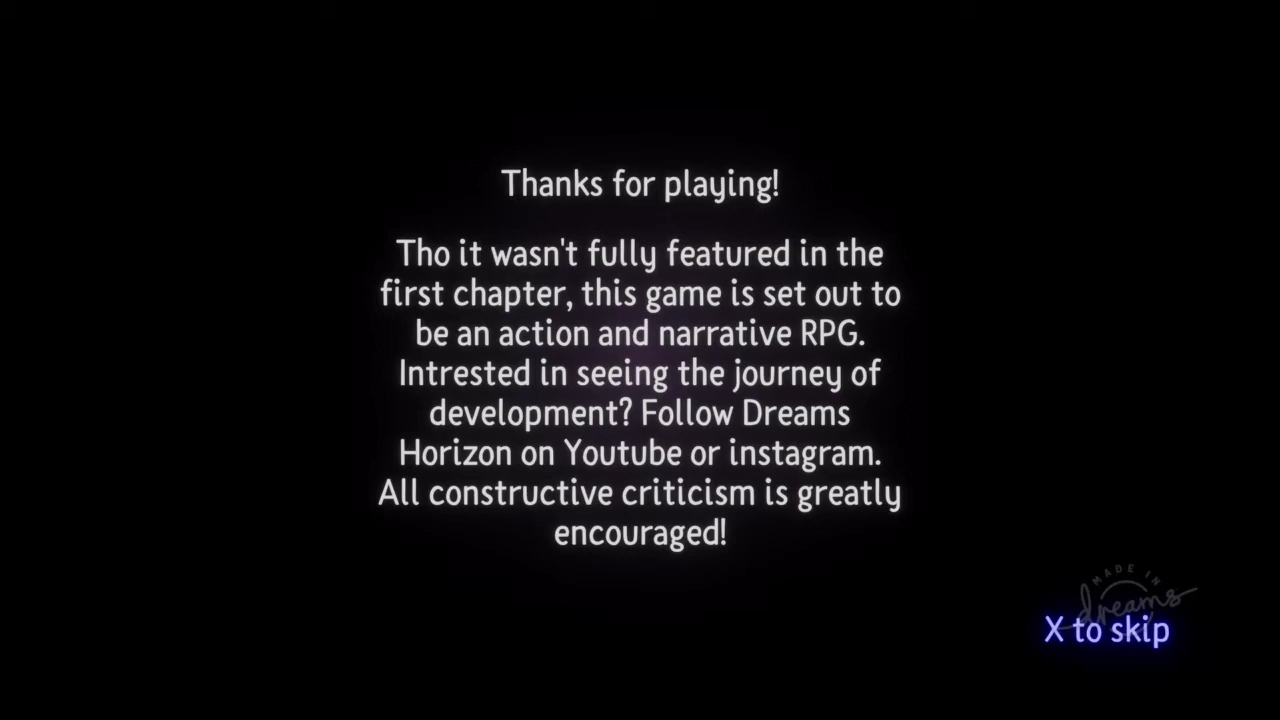 Thanks for playing!
Tho it wasn't fully featured in the
first chapter, this game is set out to
be an action and narrative RPG.
Intrested in seeing the journey of
development? Follow Dreams
Horizon on Youtube or instagram.
All constructive criticism is greatly
encouraged!
MADE IN
dreams
X to skip